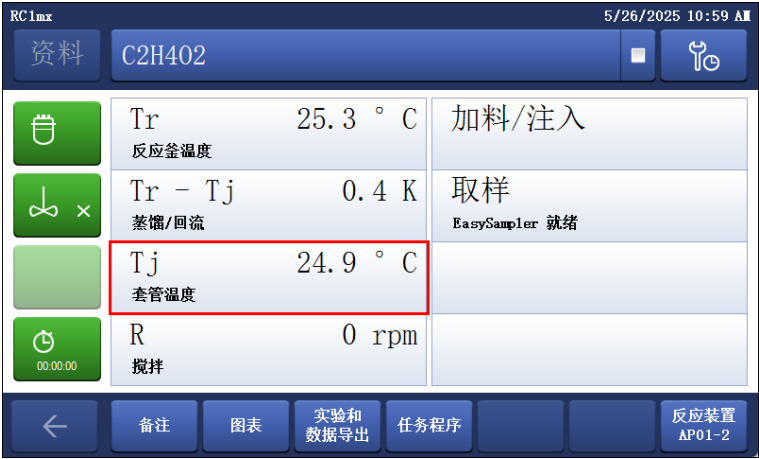 RC1mx 5/26/2025 10:59 AM
资料 C2H4O2
Tr 25.3 ° C 加料/注入
反应釜温度
Tr - Tj 0.4 K 取样
蒸馏/回流 EasySampler 就绪
Tj 24.9 ° C
套管温度
R 0 rpm
00:00:00 搅拌
备注 图表 实验和 任务程序 反应装置
数据导出 AP01-2